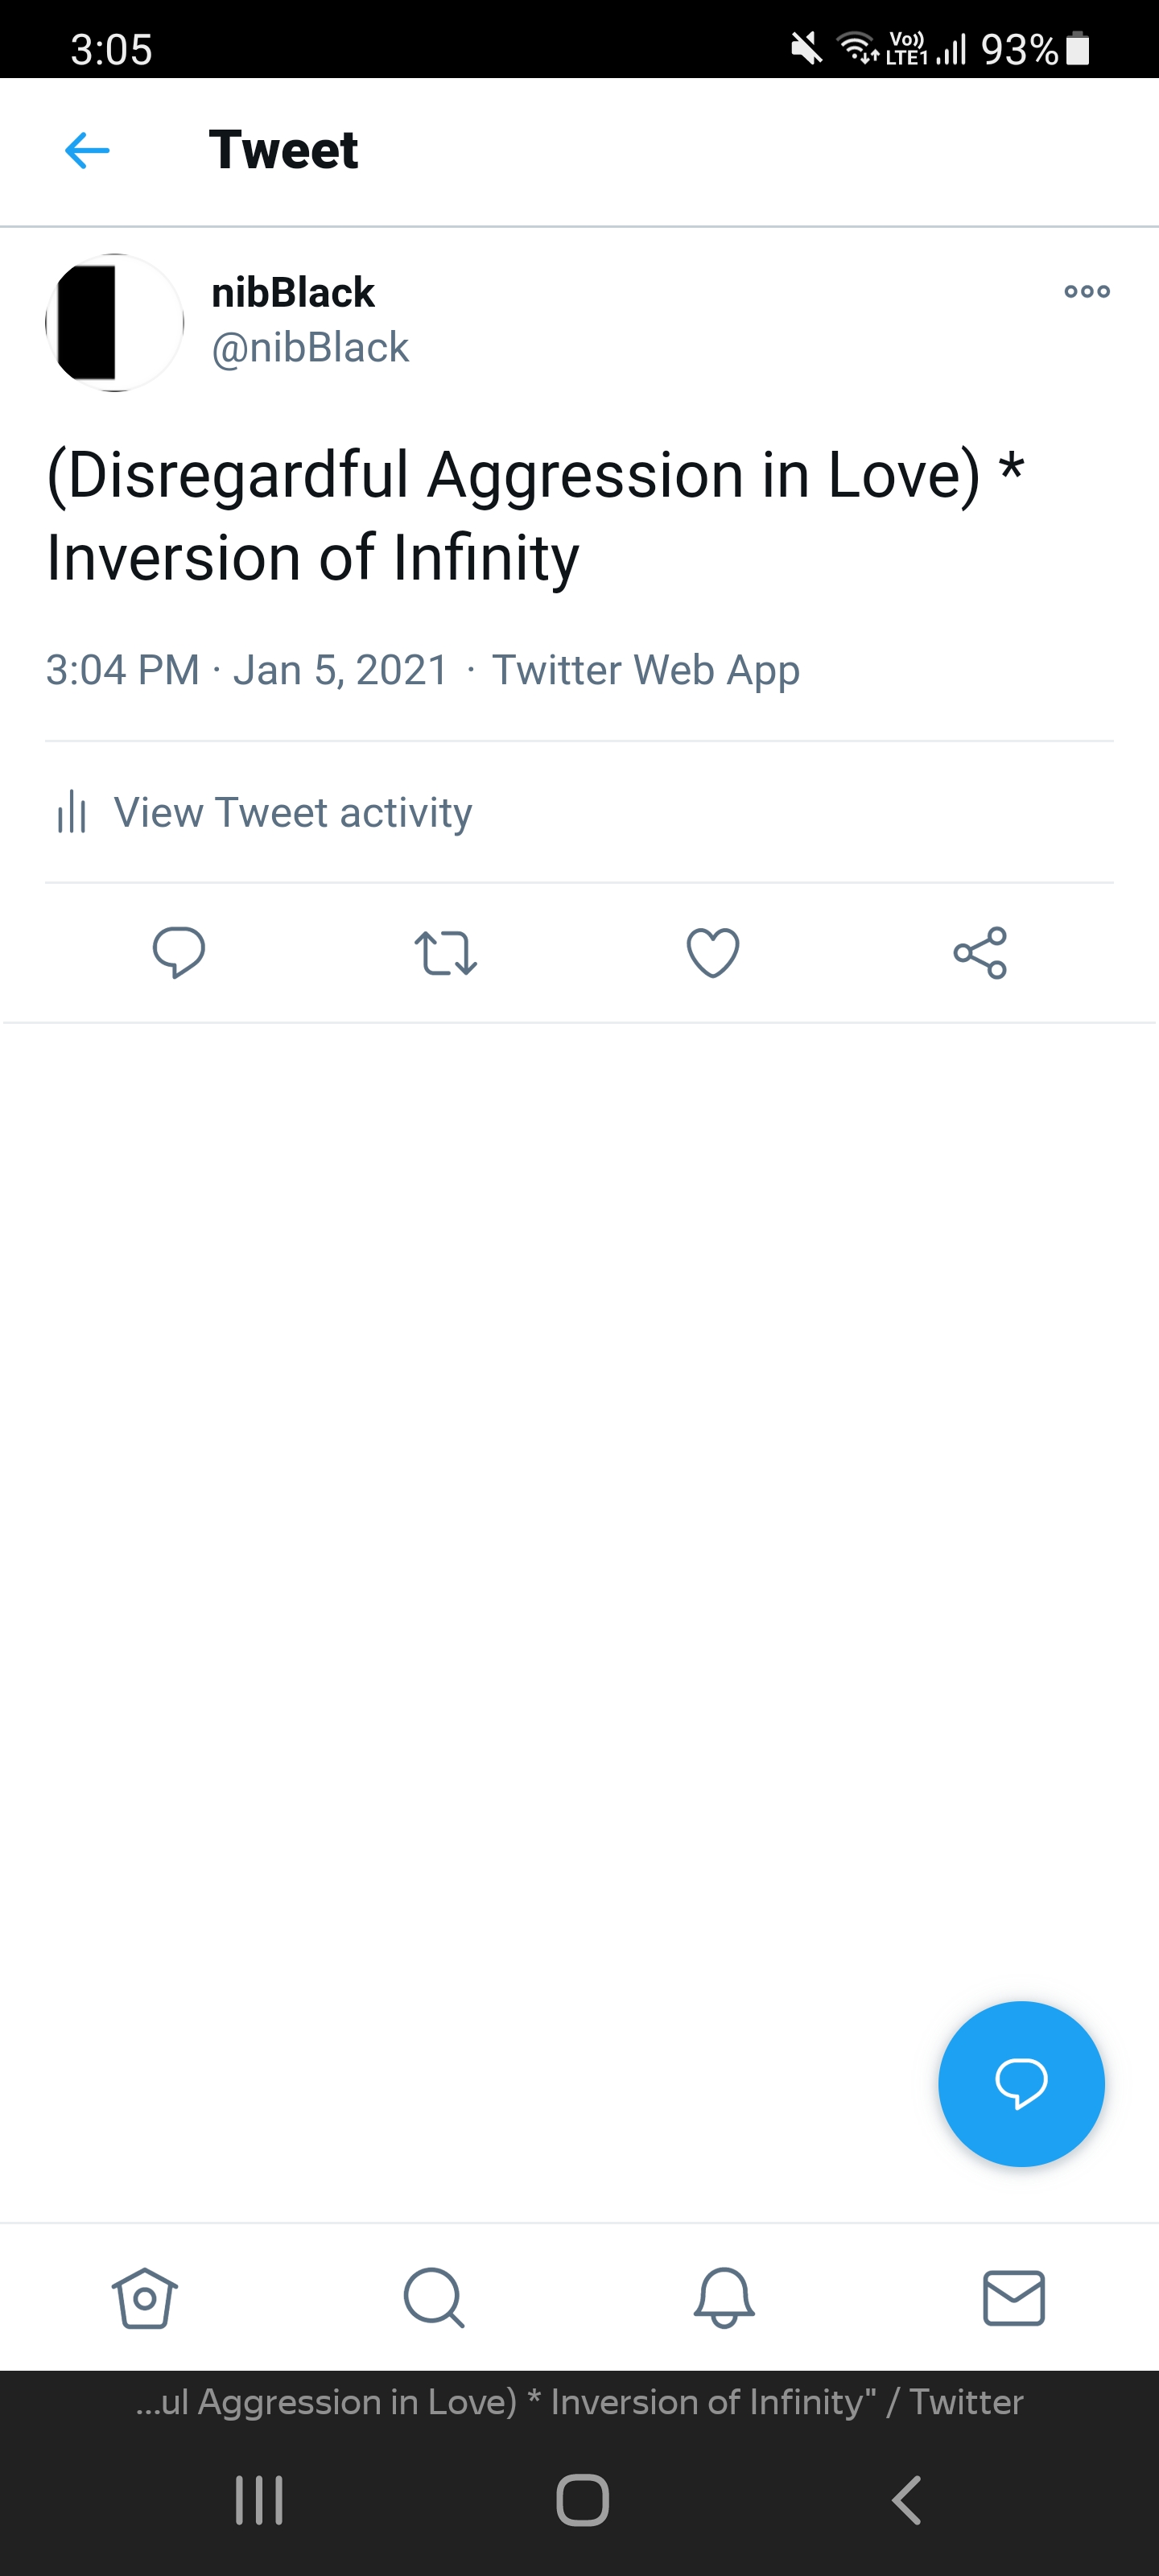 3:05
Vo))
LTE1
93%
Tweet
nibBlack
@nibBlack
(Disregardful Aggression in Love) *
Inversion of Infinity
3:04 PM · Jan 5, 2021 · Twitter Web App
View Tweet activity
...ul Aggression in Love) * Inversion of Infinity" / Twitter